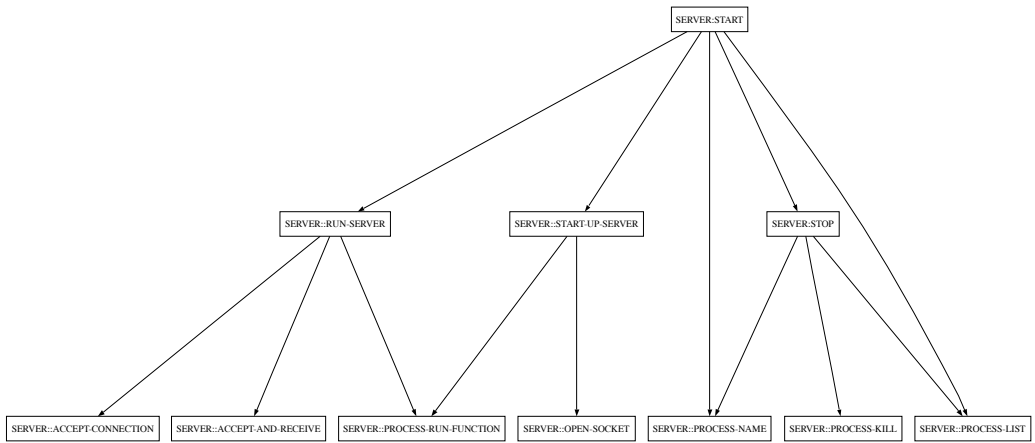 SERVER:START
SERVER::RUN-SERVER
SERVER::START-UP-SERVER
SERVER:STOP
SERVER::ACCEPT-CONNECTION
SERVER::ACCEPT-AND-RECEIVE
SERVER::PROCESS-RUN-FUNCTION
SERVER::OPEN-SOCKET
SERVER::PROCESS-NAME
SERVER::PROCESS-KILL
SERVER::PROCESS-LIST